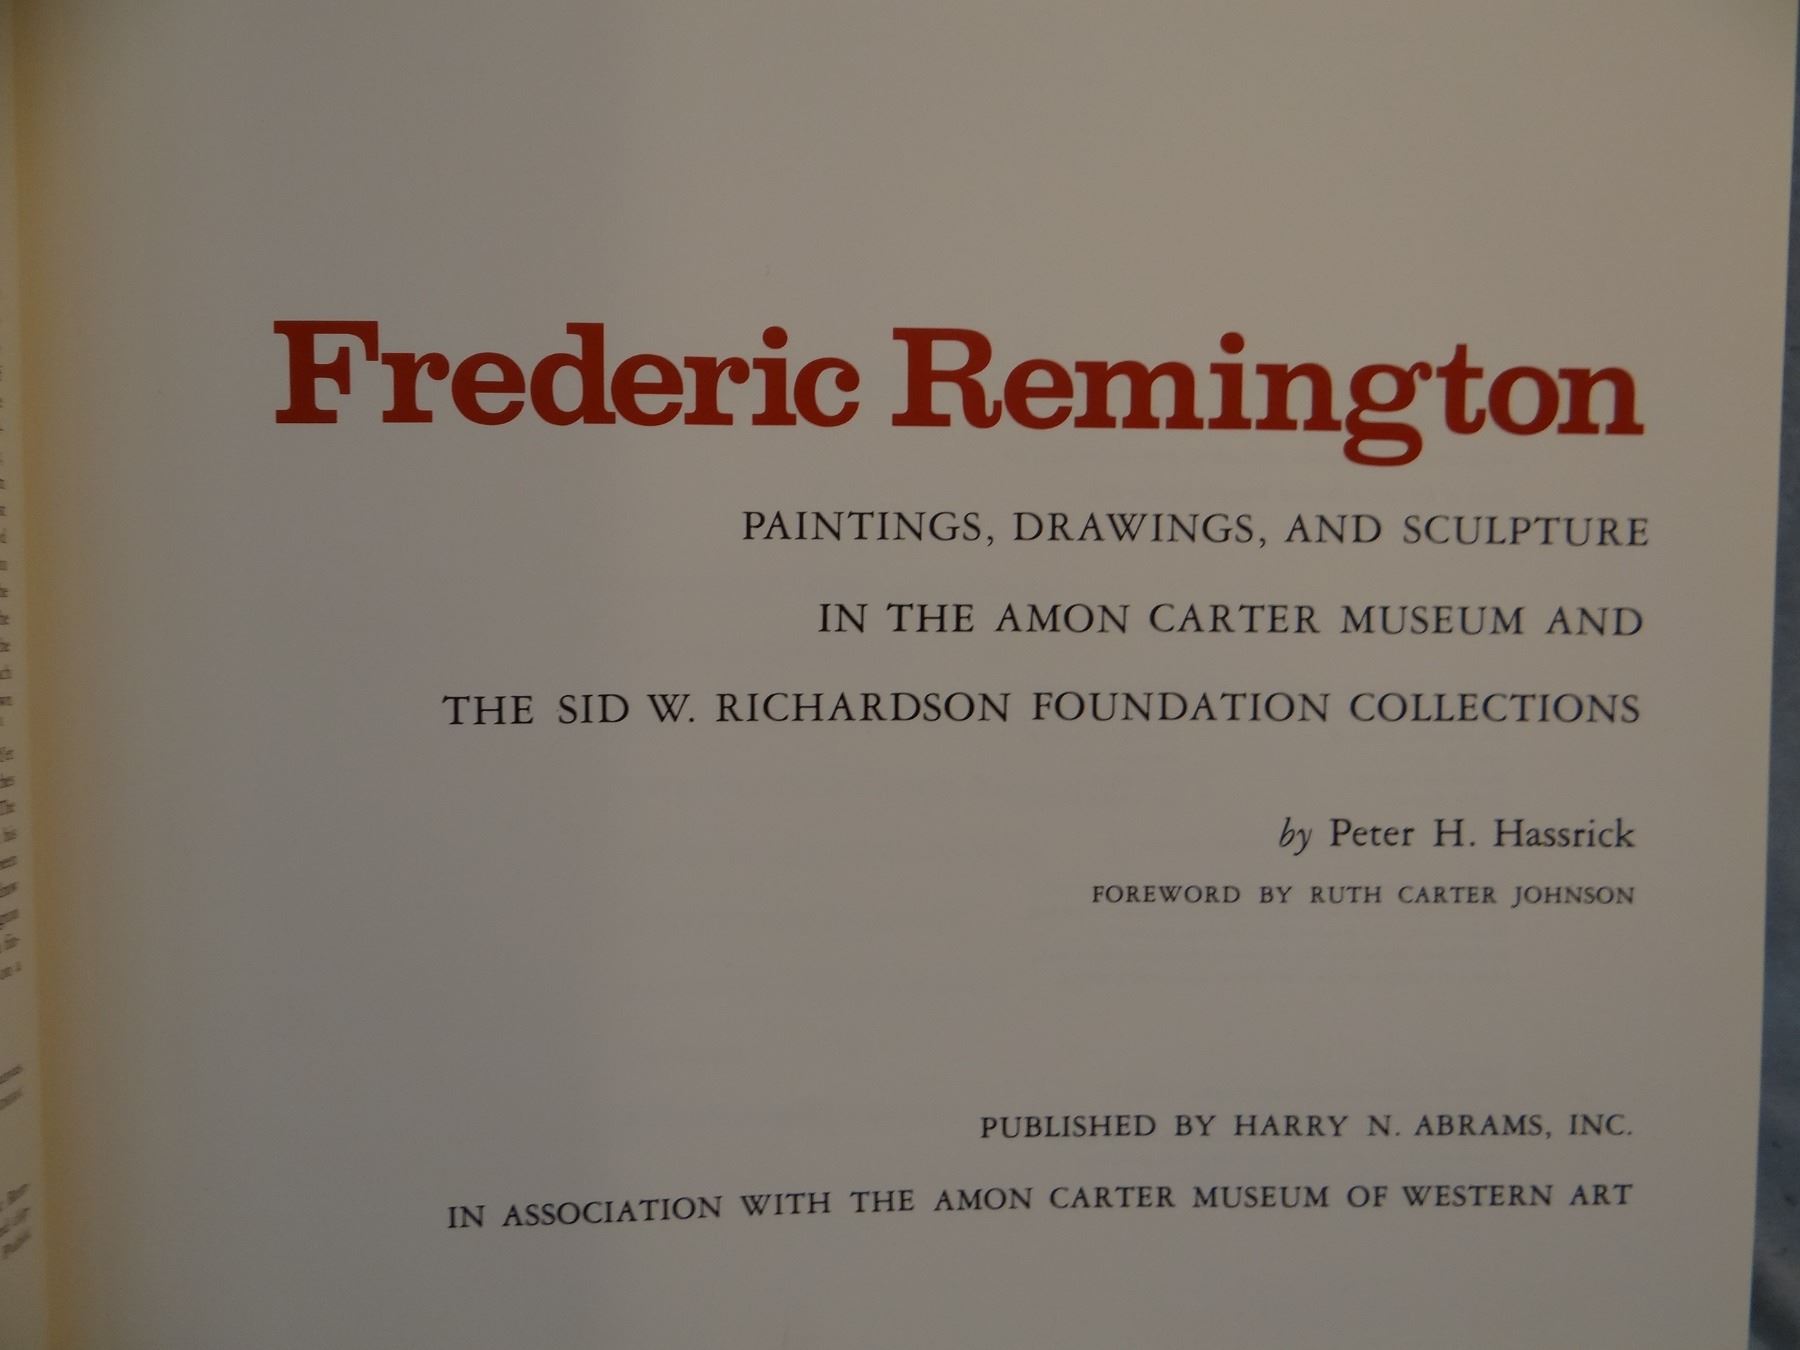 Frederic Remington
PAINTINGS, DRAWINGS, AND SCULPTURE
IN THE AMON CARTER MUSEUM AND
THE SID W. RICHARDSON FOUNDATION COLLECTIONS
by Peter H. Hassrick
FOREWORD BY RUTH CARTER JOHNSON
PUBLISHED BY HARRY N. ABRAMS, INC.
IN ASSOCIATION WITH THE AMON CARTER MUSEUM OF WESTERN ART